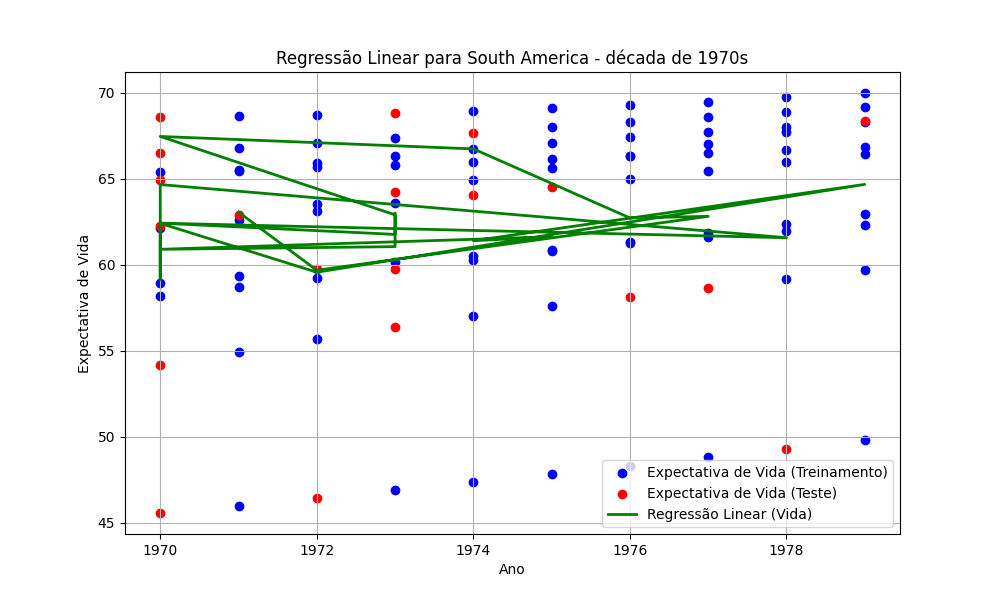 Regressão Linear para South America - década de 1970s
Expectativa de Vida
70
65
60
55
50
45
1970
1972
1974
1976
1978
Ano
Expectativa de Vida (Treinamento)
Expectativa de Vida (Teste)
Regressão Linear (Vida)